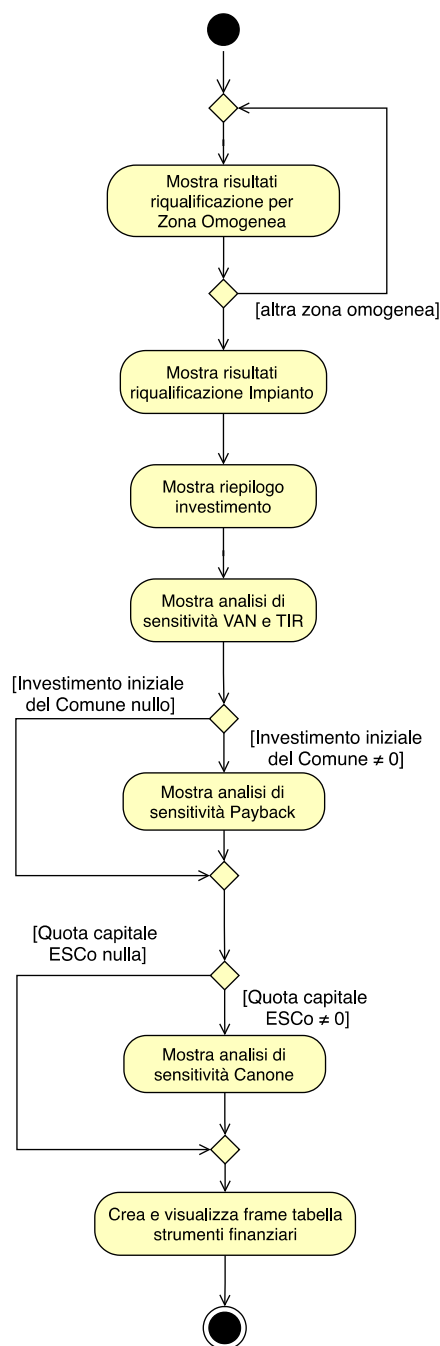 Mostra risultati
riqualificazione per
Zona Omogenea
[altra zona omogenea]
Mostra risultati
riqualificazione Impianto
Mostra riepilogo
investimento
Mostra analisi di
sensitività VAN e TIR
[Investimento iniziale
del Comune nullo]
[Investimento iniziale
del Comune ≠ 0]
Mostra analisi di
sensitività Payback
[Quota capitale
ESCo nulla]
[Quota capitale
ESCo ≠ 0]
Mostra analisi di
sensitività Canone
Crea e visualizza frame tabella
strumenti finanziari